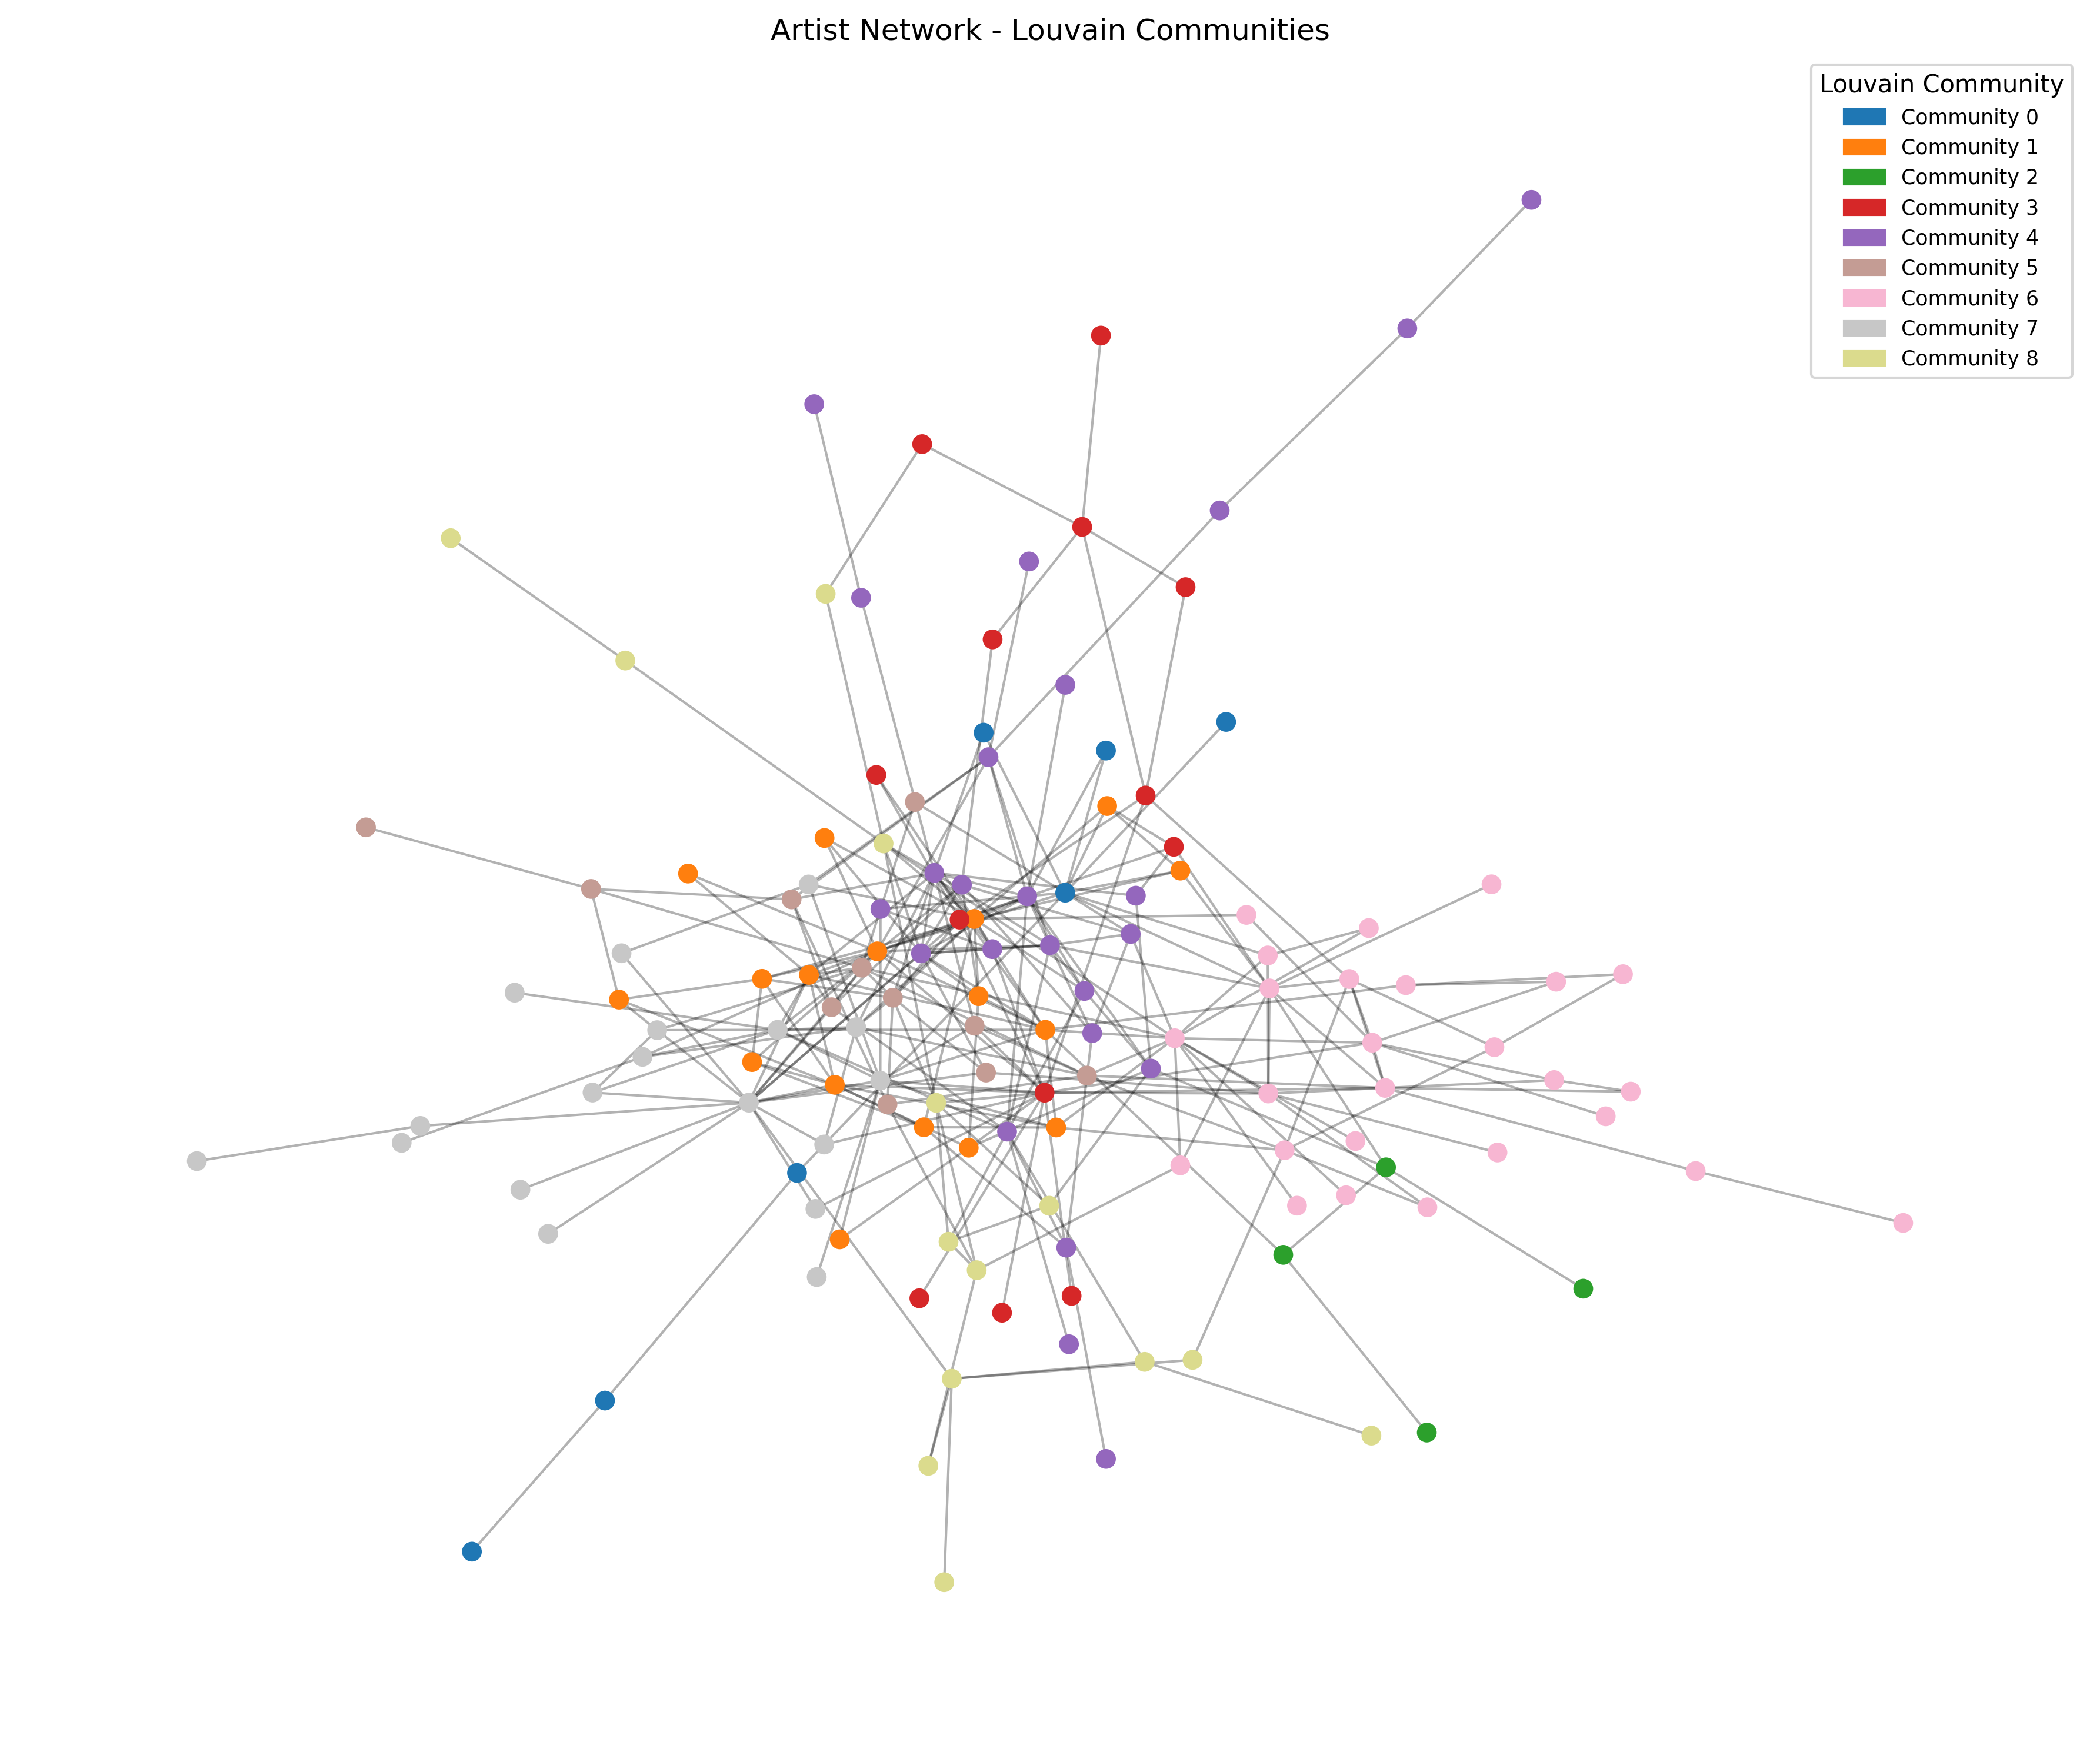 Artist Network - Louvain Communities
Louvain Community
Community 0
Community 1
Community 2
Community 3
Community 4
Community 5
Community 6
Community 7
Community 8